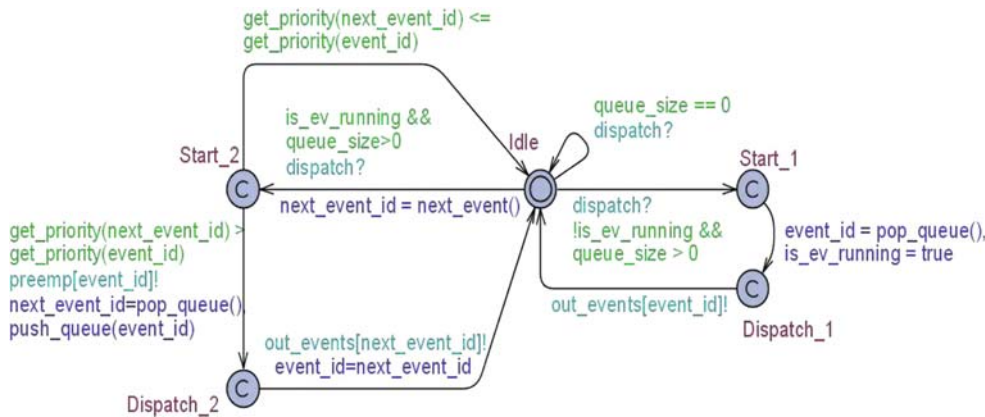 get_priority(next_event_id) <=
get_priority(event_id)
is_ev_running &&
queue_size>0
dispatch?
Idle
queue_size == 0
dispatch?
Start_2
Start_1
C
C
next_event_id = next_event()
dispatch?
!is_ev_running &&
queue_size > 0
event_id = pop_queue(),
is_ev_running = true
get_priority(next_event_id) >
get_priority(event_id)
preemp[event_id]!
next_event_id=pop_queue(),
push_queue(event_id)
out_events[event_id]!
C
Dispatch_1
out_events[next_event_id]!
event_id=next_event_id
C
Dispatch_2